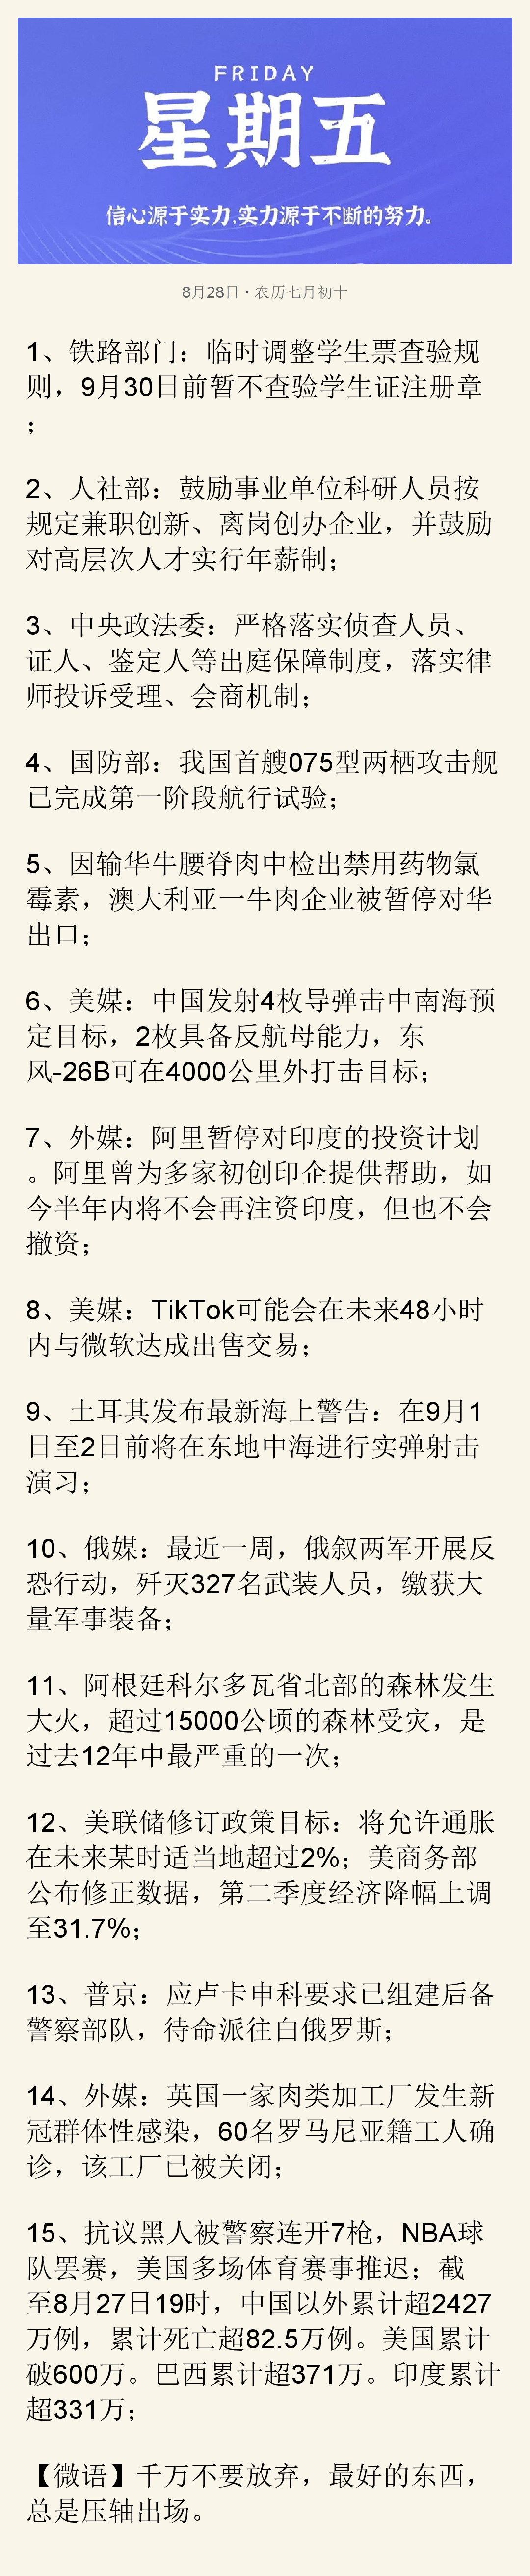 FRIDAY
星期五
信心源于实力,实力源于不断的努力。
8月28日 · 农历七月初十
1、铁路部门：临时调整学生票查验规
则，9月30日前暂不查验学生证注册章
；
2、人社部：鼓励事业单位科研人员按
规定兼职创新、离岗创办企业，并鼓励
对高层次人才实行年薪制；
3、中央政法委：严格落实侦查人员、
证人、鉴定人等出庭保障制度，落实律
师投诉受理、会商机制；
4、国防部：我国首艘075型两栖攻击舰
已完成第一阶段航行试验；
5、因输华牛腰脊肉中检出禁用药物氯
霉素，澳大利亚一牛肉企业被暂停对华
出口；
6、美媒：中国发射4枚导弹击中南海预
定目标，2枚具备反航母能力，东
风-26B可在4000公里外打击目标；
7、外媒：阿里暂停对印度的投资计划
。阿里曾为多家初创印企提供帮助，如
今半年内将不会再注资印度，但也不会
撤资；
8、美媒：TikTok可能会在未来48小时
内与微软达成出售交易；
9、土耳其发布最新海上警告：在9月1
日至2日前将在东地中海进行实弹射击
演习；
10、俄媒：最近一周，俄叙两军开展反
恐行动，歼灭327名武装人员，缴获大
量军事装备；
11、阿根廷科尔多瓦省北部的森林发生
大火，超过15000公顷的森林受灾，是
过去12年中最严重的一次；
12、美联储修订政策目标：将允许通胀
在未来某时适当地超过2%；美商务部
公布修正数据，第二季度经济降幅上调
至31.7%；
13、普京：应卢卡申科要求已组建后备
警察部队，待命派往白俄罗斯；
14、外媒：英国一家肉类加工厂发生新
冠群体性感染，60名罗马尼亚籍工人确
诊，该工厂已被关闭；
15、抗议黑人被警察连开7枪，NBA球
队罢赛，美国多场体育赛事推迟；截
至8月27日19时，中国以外累计超2427
万例，累计死亡超82.5万例。美国累计
破600万。巴西累计超371万。印度累计
超331万；
【微语】千万不要放弃，最好的东西，
总是压轴出场。